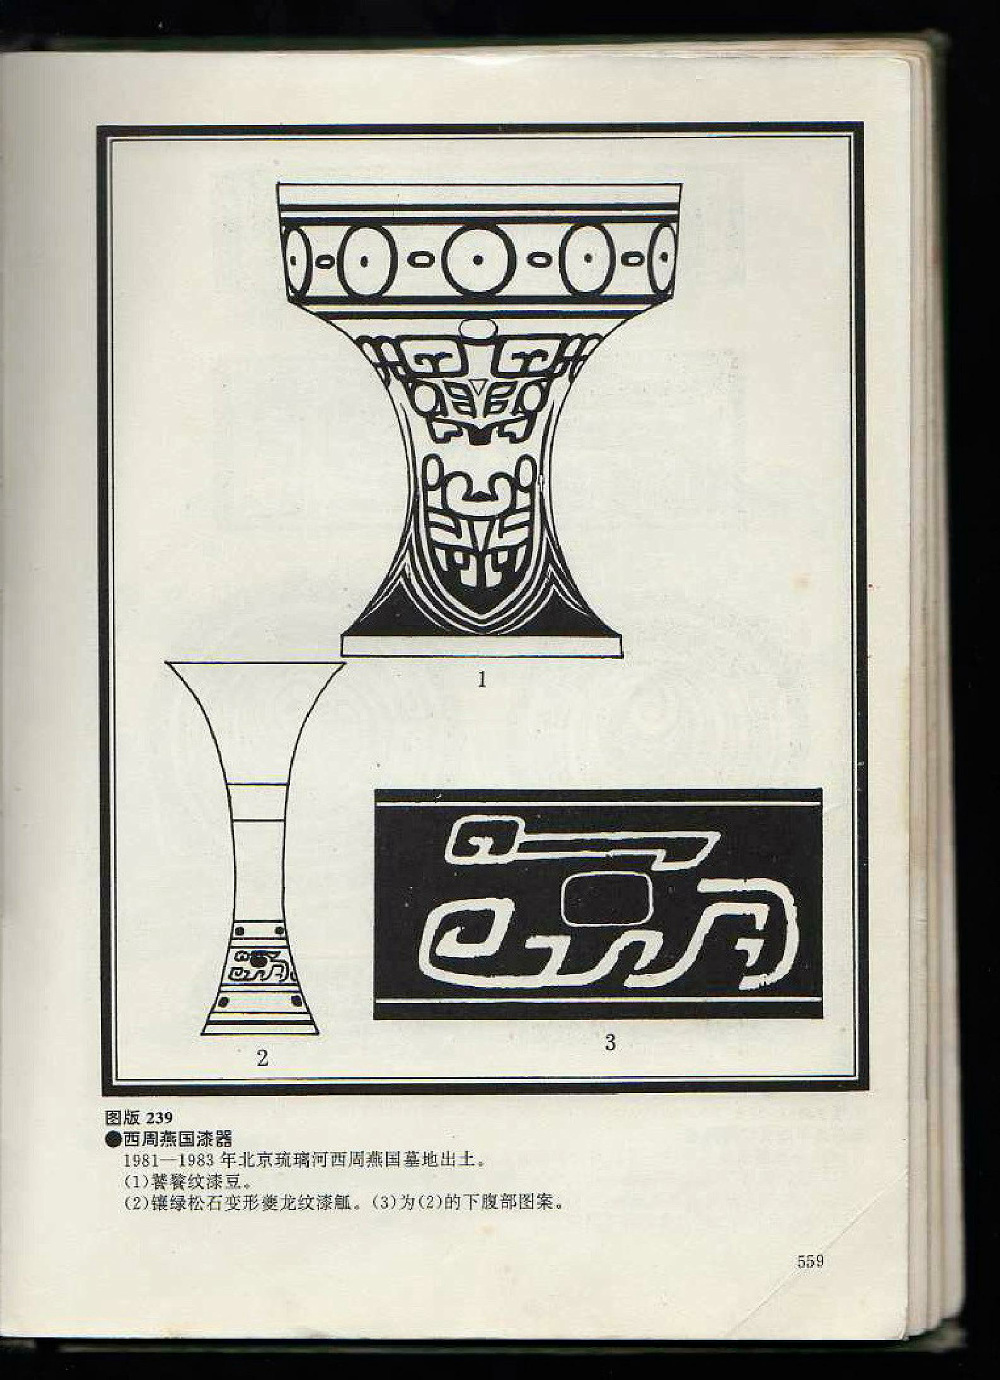 1
2
3
图版 239
●西周燕国漆器
1981—1983 年北京琉璃河西周燕国墓地出土。
(1)饕餮纹漆豆。
(2)镶绿松石变形夔龙纹漆觚。(3)为(2)的下腹部图案。
559